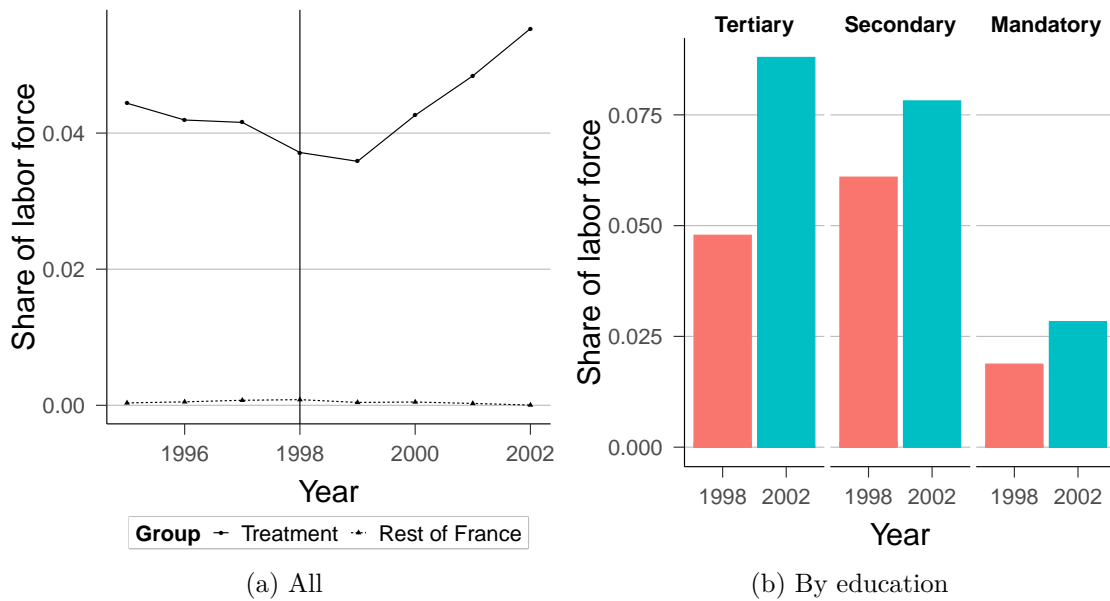 Share of labor force
0.04
0.02
0.00
1996 1998 2000 2002
Year
Group Treatment Rest of France
(a) All
Tertiary Secondary Mandatory
Share of labor force
0.075
0.050
0.025
0.000
1998 2002 1998 2002 1998 2002
Year
(b) By education